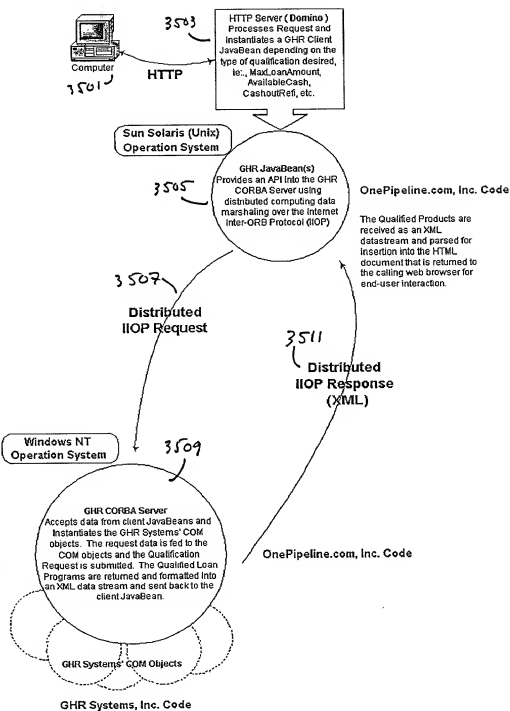 3503
HTTP Server (Domino)
Processes Request and
Instantiates a GHR Client
JavaBean depending on the
type of qualification desired,
ie:., MaxLoanAmount,
AvailableCash,
CashoutRefi, etc.
Computer
3501
HTTP
Sun Solaris (Unix)
Operation System
GHR JavaBean(s)
Provides an API Into the GHR
CORBA Server using
distributed computing data
marshaling over the Internet
Inter-ORB Protocol (IIOP)
3505
OnePipeline.com, Inc. Code
The Qualified Products are
received as an XML
datastream and parsed for
insertion into the HTML
document that is returned to
the calling web browser for
end-user interaction.
3507
Distributed
IIOP Request
3511
Distributed
IIOP Response
(XML)
Windows NT
Operation System
3509
GHR CORBA Server
Accepts data from client JavaBeans and
Instantiates the GHR Systems' COM
objects. The request data is fed to the
COM objects and the Qualification
Request is submitted. The Qualified Loan
Programs are returned and formatted into
an XML data stream and sent back to the
client JavaBean.
OnePipeline.com, Inc. Code
GHR Systems' COM Objects
GHR Systems, Inc. Code